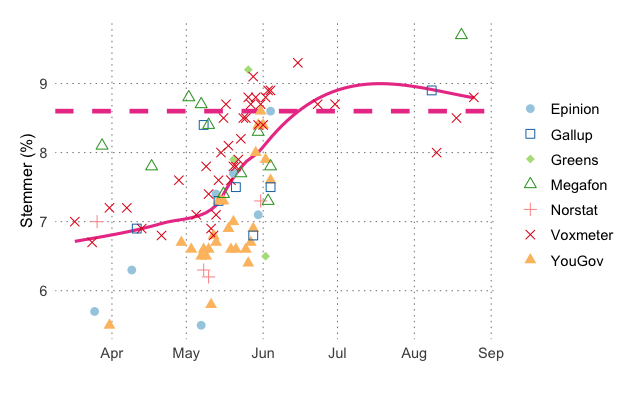 Stemmer (%)
9
8
7
6
Apr May Jun Jul Aug Sep
Epinion
Gallup
Greens
Megafon
Norstat
Voxmeter
YouGov